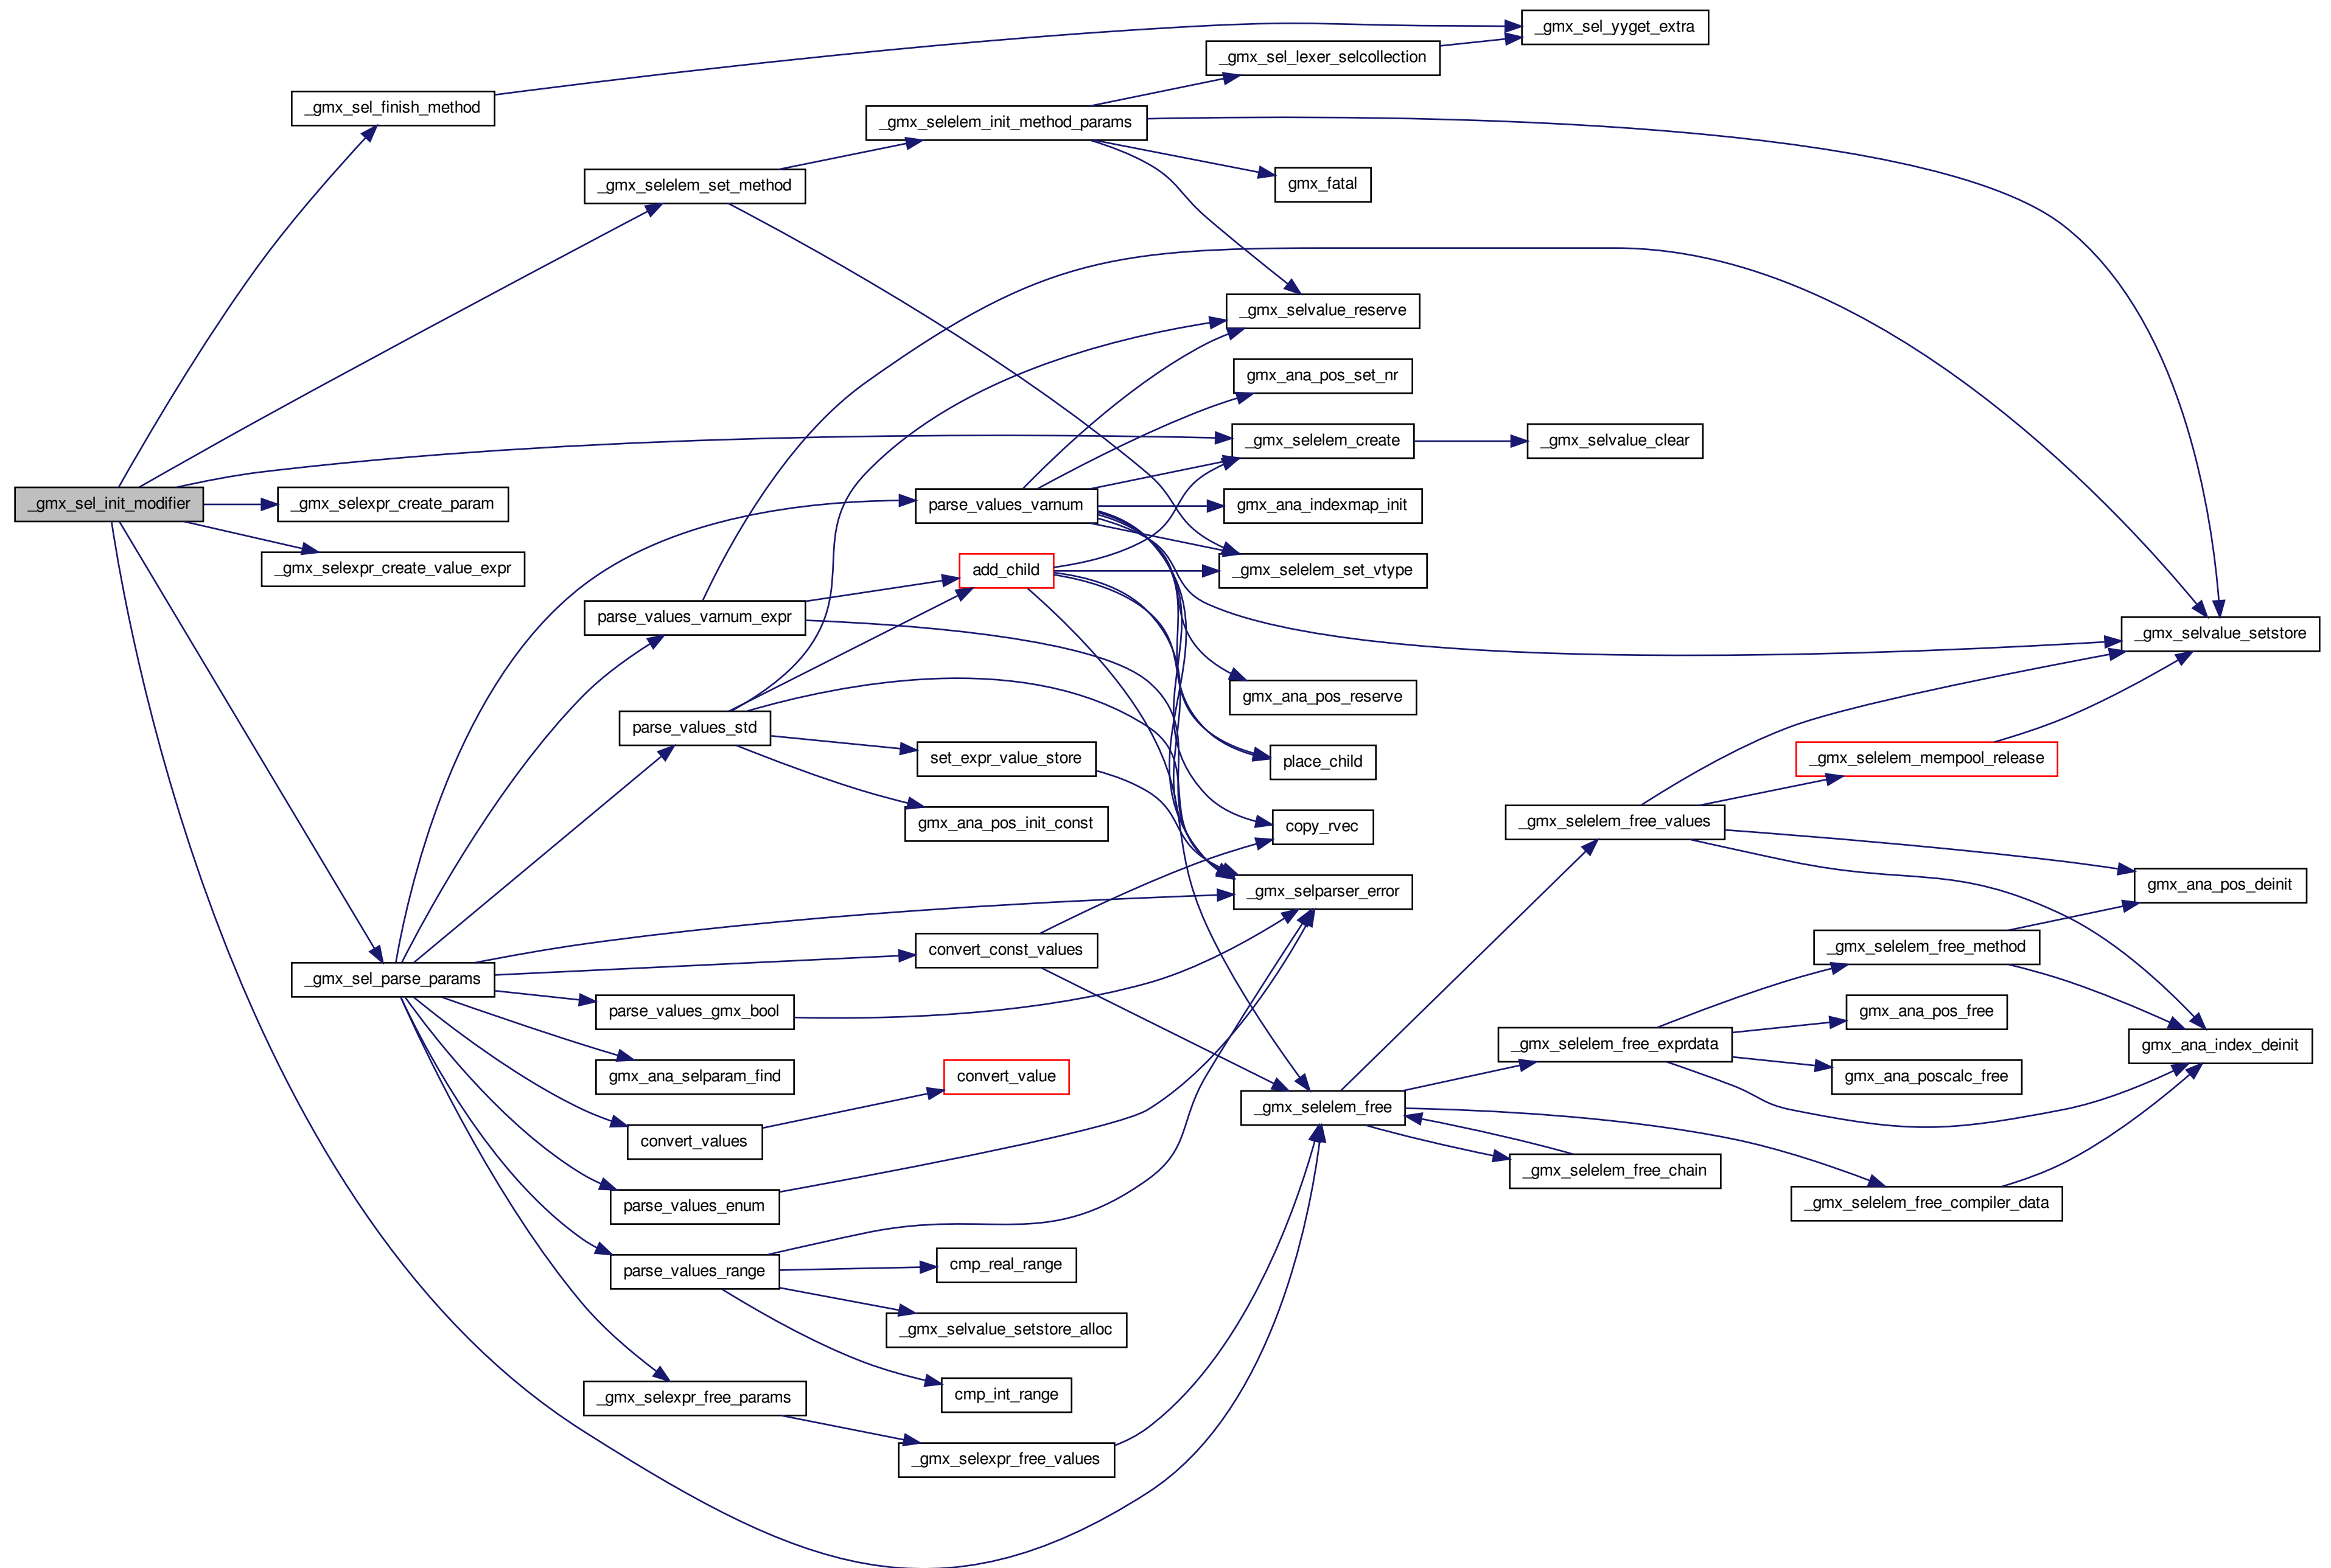 _gmx_sel_yyget_extra
_gmx_sel_lexer_selcollection
_gmx_sel_finish_method
_gmx_selelem_init_method_params
_gmx_selelem_set_method
gmx_fatal
_gmx_selvalue_reserve
gmx_ana_pos_set_nr
_gmx_selelem_create
_gmx_selvalue_clear
_gmx_sel_init_modifier
_gmx_selexpr_create_param
parse_values_varnum
gmx_ana_indexmap_init
_gmx_selexpr_create_value_expr
add_child
_gmx_selelem_set_vtype
parse_values_varnum_expr
_gmx_selvalue_setstore
gmx_ana_pos_reserve
parse_values_std
set_expr_value_store
place_child
_gmx_selelem_mempool_release
gmx_ana_pos_init_const
copy_rvec
_gmx_selelem_free_values
_gmx_selparser_error
gmx_ana_pos_deinit
convert_const_values
_gmx_selelem_free_method
_gmx_sel_parse_params
parse_values_gmx_bool
gmx_ana_pos_free
_gmx_selelem_free_exprdata
gmx_ana_index_deinit
gmx_ana_selparam_find
convert_value
gmx_ana_poscalc_free
_gmx_selelem_free
convert_values
_gmx_selelem_free_chain
parse_values_enum
_gmx_selelem_free_compiler_data
parse_values_range
cmp_real_range
_gmx_selvalue_setstore_alloc
cmp_int_range
_gmx_selexpr_free_params
_gmx_selexpr_free_values